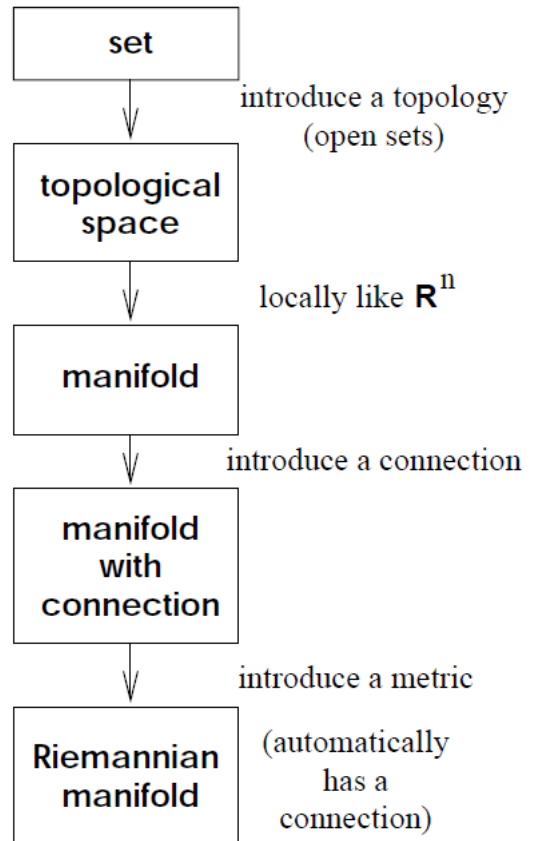 set
introduce a topology
(open sets)
topological
space
locally like Rⁿ
manifold
introduce a connection
manifold
with
connection
introduce a metric
Riemannian
manifold
(automatically
has a
connection)